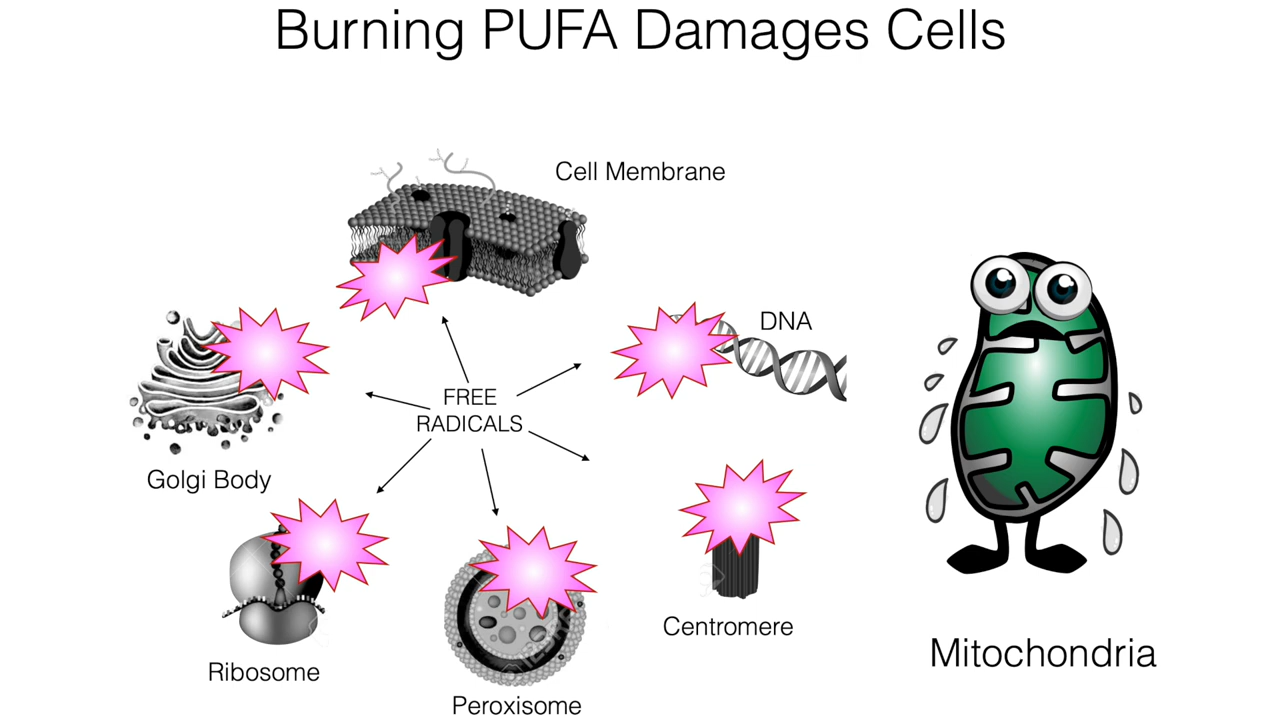 Burning PUFA Damages Cells
Cell Membrane
DNA
FREE
RADICALS
Golgi Body
Centromere
Ribosome
Peroxisome
Mitochondria